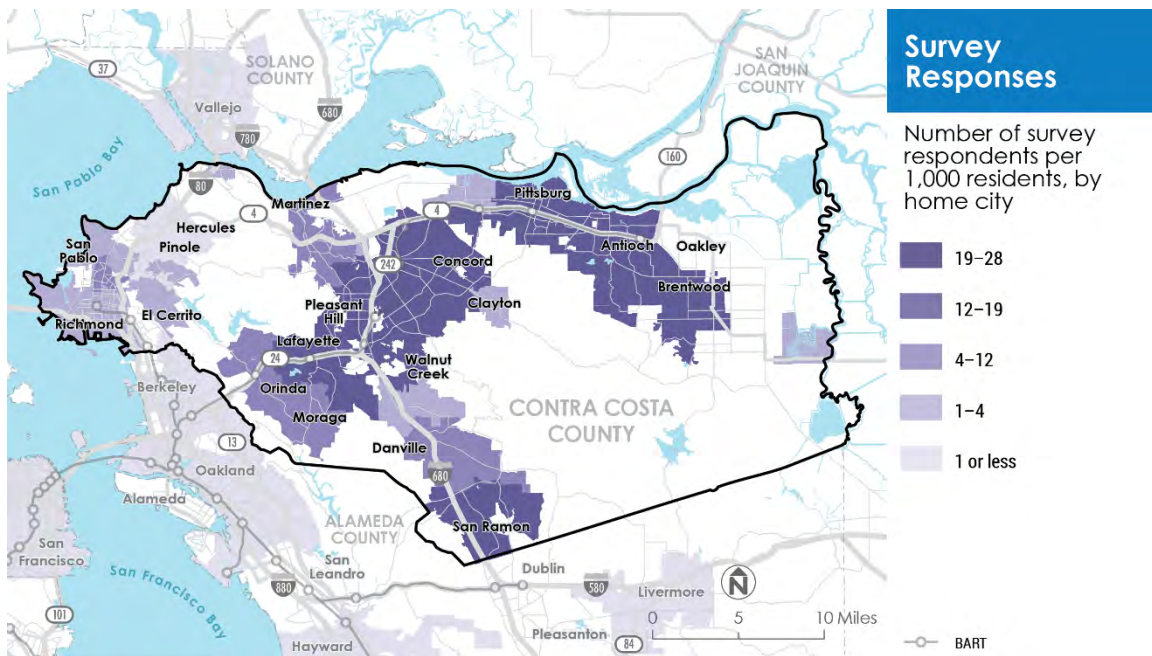 Survey
Responses
Number of survey
respondents per
1,000 residents, by
home city
19–28
12–19
4–12
1–4
1 or less
BART
37
SOLANO
COUNTY
680
SAN
JOAQUIN
COUNTY
Vallejo
780
160
San Pablo Bay
80
Martinez
4
Pittsburg
4
Hercules
San
Pablo
Pinole
Antioch
Oakley
242
Concord
Brentwood
Clayton
Pleasant
Hill
El Cerrito
Richmond
Lafayette
24
Walnut
Creek
Berkeley
Orinda
Moraga
CONTRA COSTA
COUNTY
13
Danville
Oakland
680
Alameda
ALAMEDA
COUNTY
San Ramon
San
Francisco
San
Leandro
Dublin
San Francisco Bay
880
580
N
Livermore
101
0
5
10 Miles
Pleasanton
84
Hayward